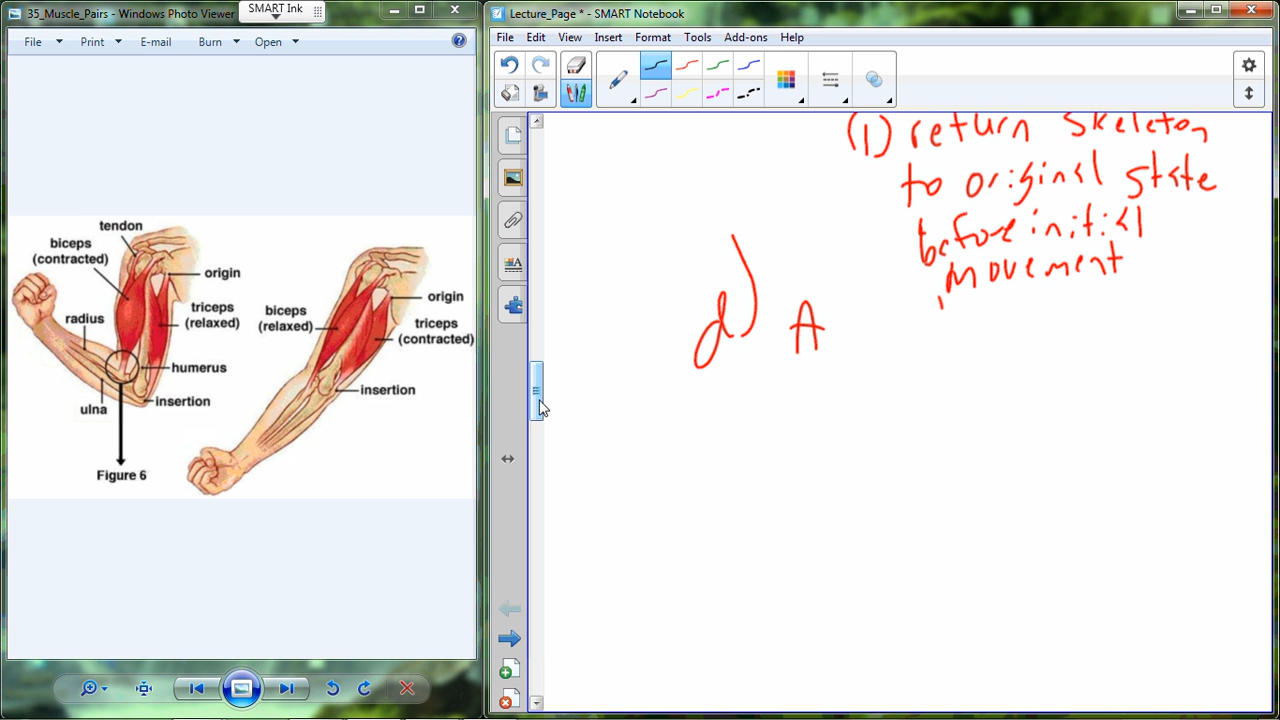 35_Muscle_Pairs - Windows Photo Viewer
SMART Ink
File Print E-mail Burn Open
tendon
biceps
(contracted)
origin
triceps
(relaxed)
radius
humerus
insertion
ulna
Figure 6
biceps
(relaxed)
origin
triceps
(contracted)
insertion
Lecture_Page * - SMART Notebook
File Edit View Insert Format Tools Add-ons Help
(1) return skeleton
to original state
before initial
movement
d) A